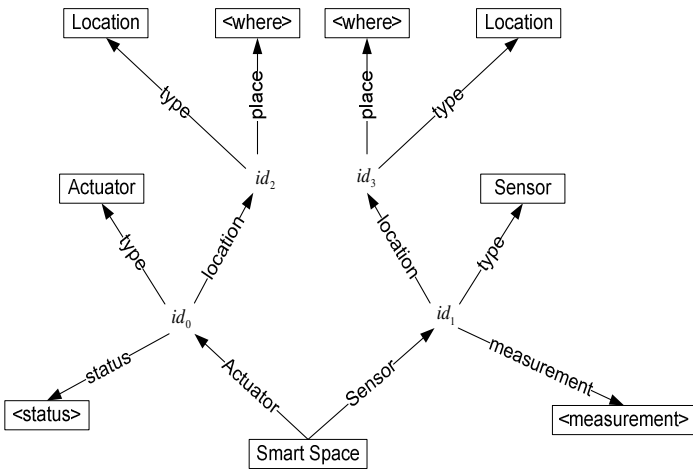 Location
<where>
<where>
Location
type
place
place
type
id2
id3
Actuator
Sensor
type
location
location
type
id0
id1
status
Actuator
Sensor
measurement
<status>
<measurement>
Smart Space